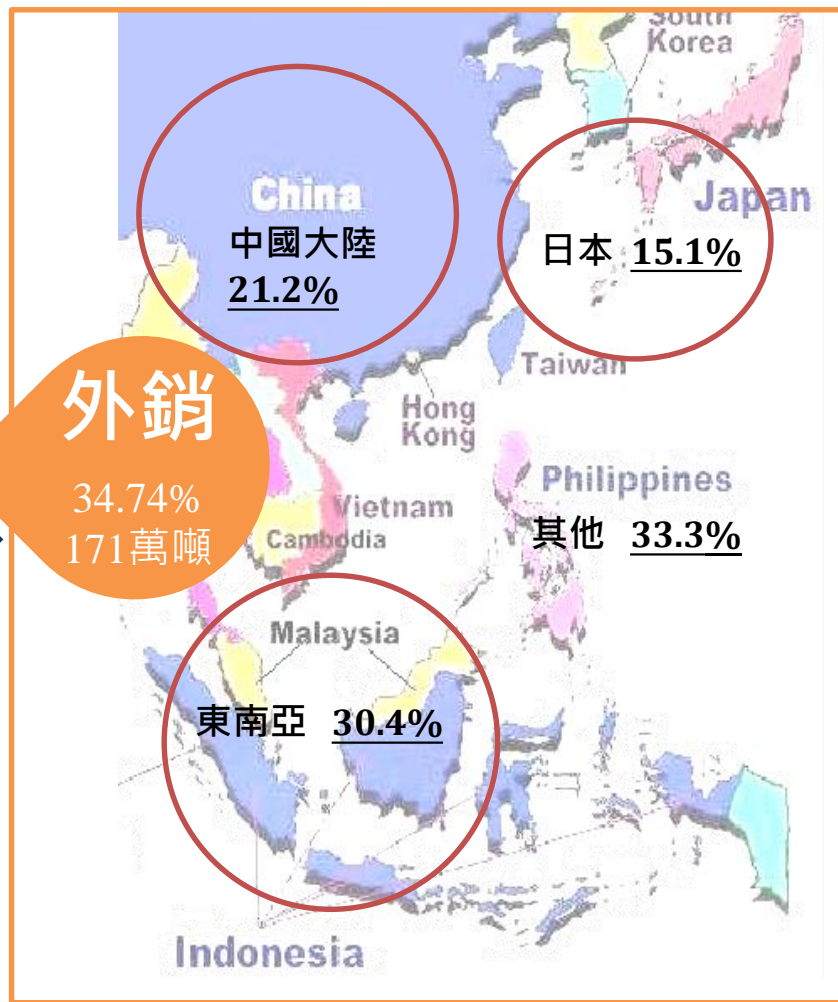 South
Korea
China
中國大陸
21.2%
Japan
日本 15.1%
Taiwan
Hong
Kong
外銷
34.74%
171萬噸
Vietnam
Cambodia
Philippines
其他 33.3%
Malaysia
東南亞 30.4%
Indonesia